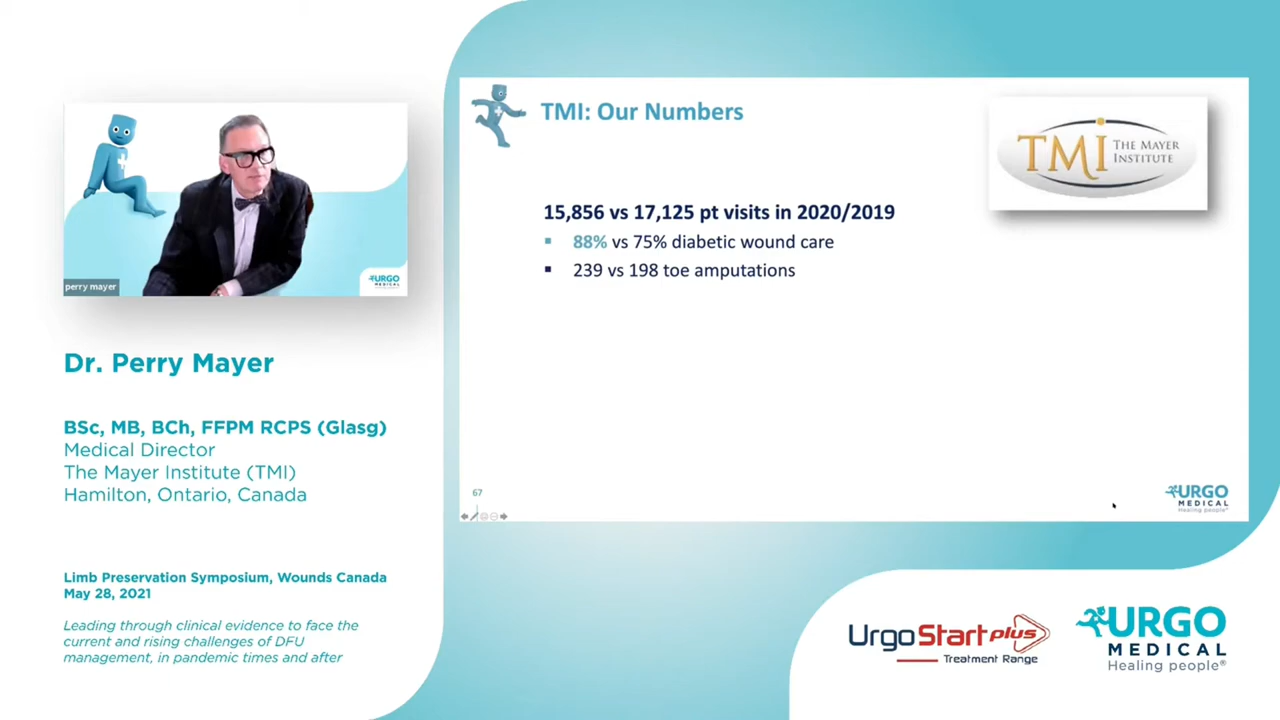 perry mayer
URGO
MEDICAL
Dr. Perry Mayer
BSc, MB, BCh, FFPM RCPS (Glasg)
Medical Director
The Mayer Institute (TMI)
Hamilton, Ontario, Canada
Limb Preservation Symposium, Wounds Canada
May 28, 2021
Leading through clinical evidence to face the
current and rising challenges of DFU
management, in pandemic times and after
TMI: Our Numbers
TMI THE MAYER
INSTITUTE
15,856 vs 17,125 pt visits in 2020/2019
▪ 88% vs 75% diabetic wound care
▪ 239 vs 198 toe amputations
67
URGO
MEDICAL
Healing people®
UrgoStart plus
Treatment Range
URGO
MEDICAL
Healing people®